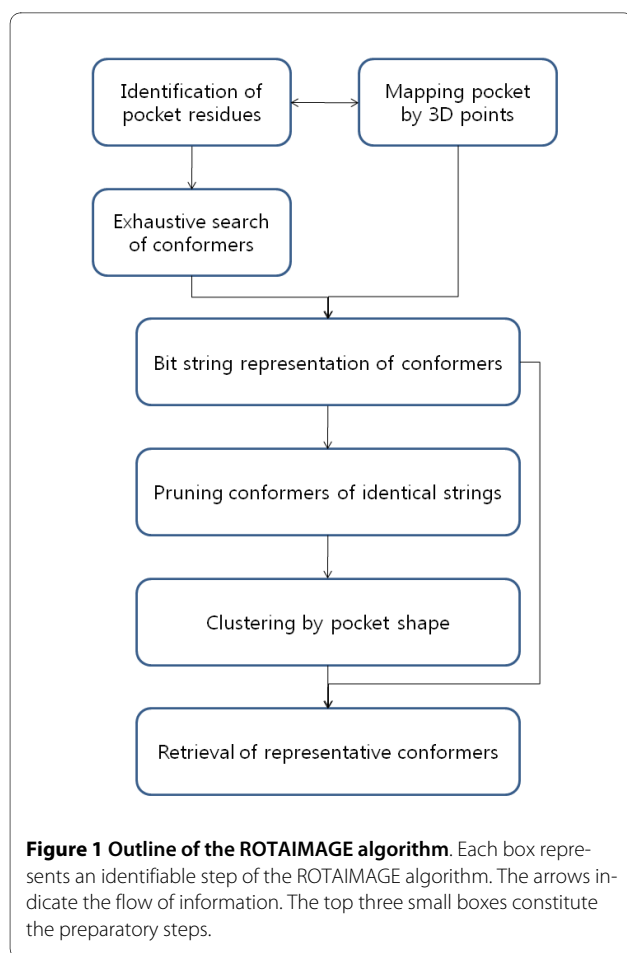 Identification of
pocket residues
Mapping pocket
by 3D points
Exhaustive search
of conformers
Bit string representation of conformers
Pruning conformers of identical strings
Clustering by pocket shape
Retrieval of representative conformers
Figure 1 Outline of the ROTAIMAGE algorithm. Each box repre-
sents an identifiable step of the ROTAIMAGE algorithm. The arrows in-
dicate the flow of information. The top three small boxes constitute
the preparatory steps.